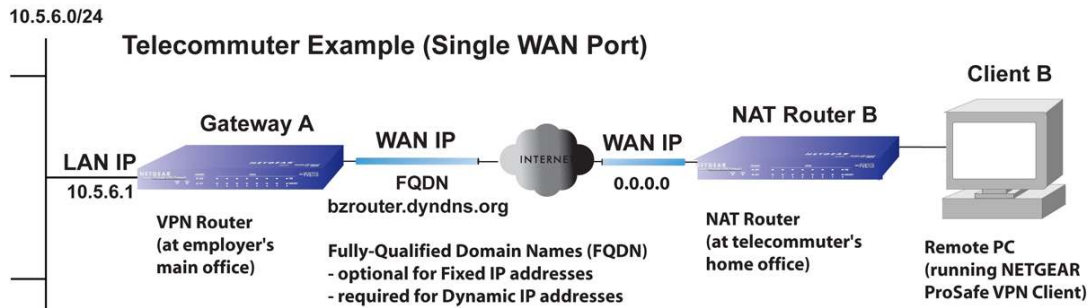 10.5.6.0/24
Telecommuter Example (Single WAN Port)
Client B
Gateway A
NAT Router B
LAN IP
WAN IP
INTERNET
WAN IP
NETGEAR
NETGEAR
10.5.6.1
FQDN
0.0.0.0
bzrouter.dyndns.org
VPN Router
(at employer's
main office)
Fully-Qualified Domain Names (FQDN)
- optional for Fixed IP addresses
- required for Dynamic IP addresses
NAT Router
(at telecommuter's
home office)
Remote PC
(running NETGEAR
ProSafe VPN Client)